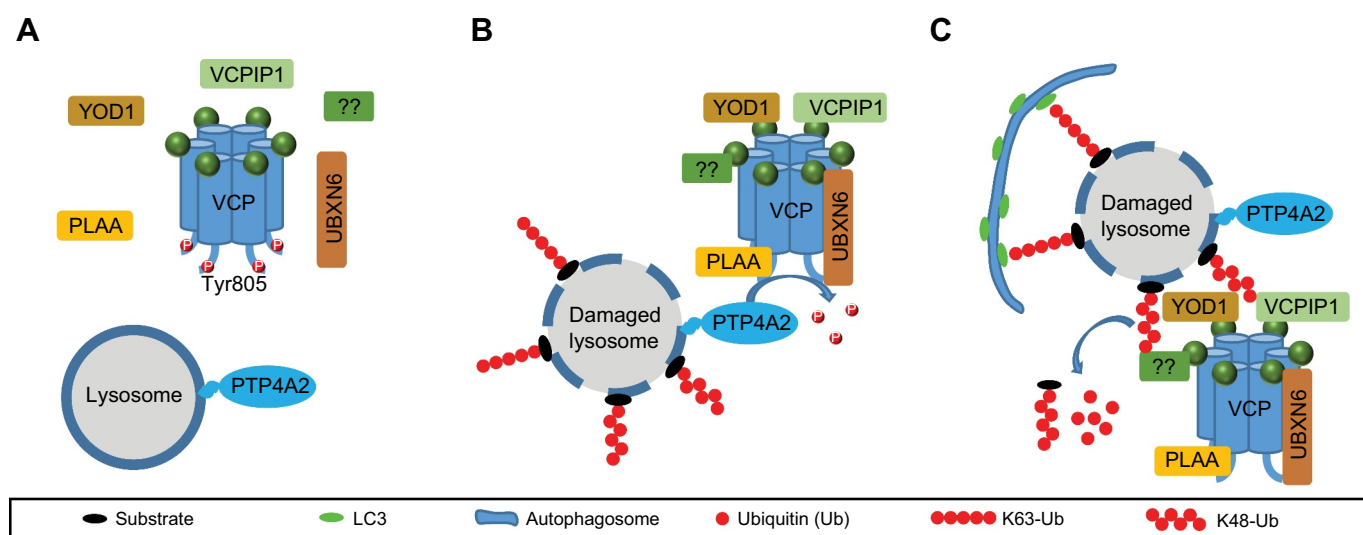 A
VCPIP1
YOD1
??
VCP
UBXN6
PLAA
P
P
P
P
Tyr805
Lysosome
PTP4A2
B
YOD1
VCPIP1
??
VCP
UBXN6
PLAA
Damaged
lysosome
PTP4A2
P
P
P
C
Damaged
lysosome
PTP4A2
YOD1
VCPIP1
??
VCP
UBXN6
PLAA
Substrate
LC3
Autophagosome
Ubiquitin (Ub)
K63-Ub
K48-Ub